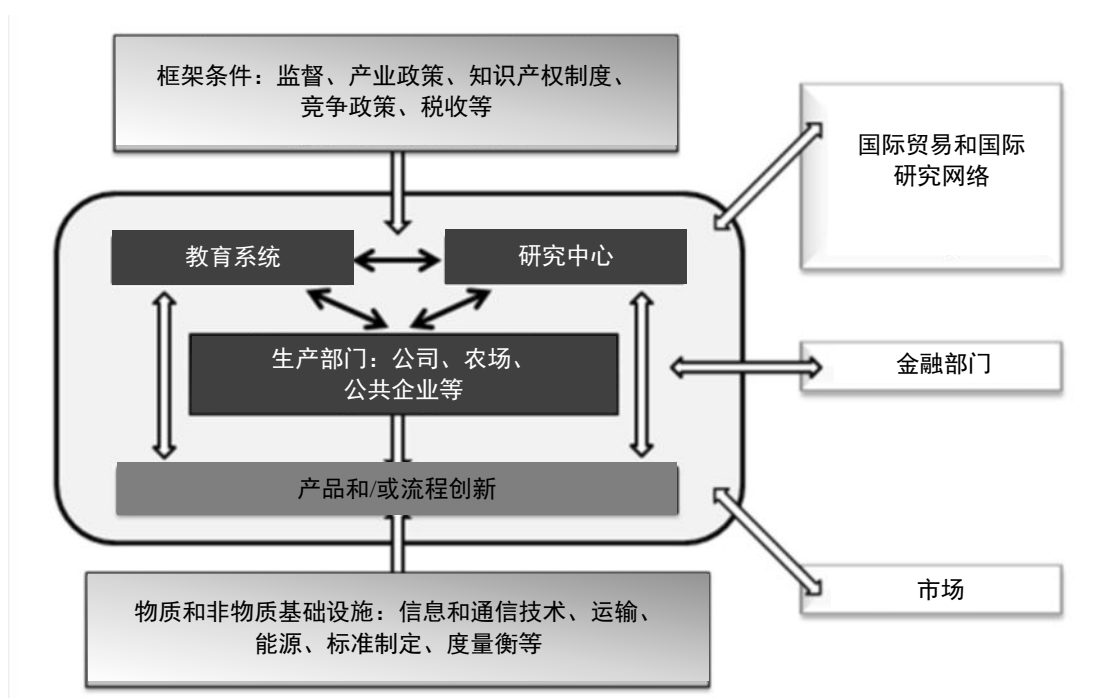 框架条件：监督、产业政策、知识产权制度、
竞争政策、税收等
国际贸易和国际
研究网络
教育系统
研究中心
生产部门：公司、农场、
公共企业等
金融部门
产品和/或流程创新
市场
物质和非物质基础设施：信息和通信技术、运输、
能源、标准制定、度量衡等